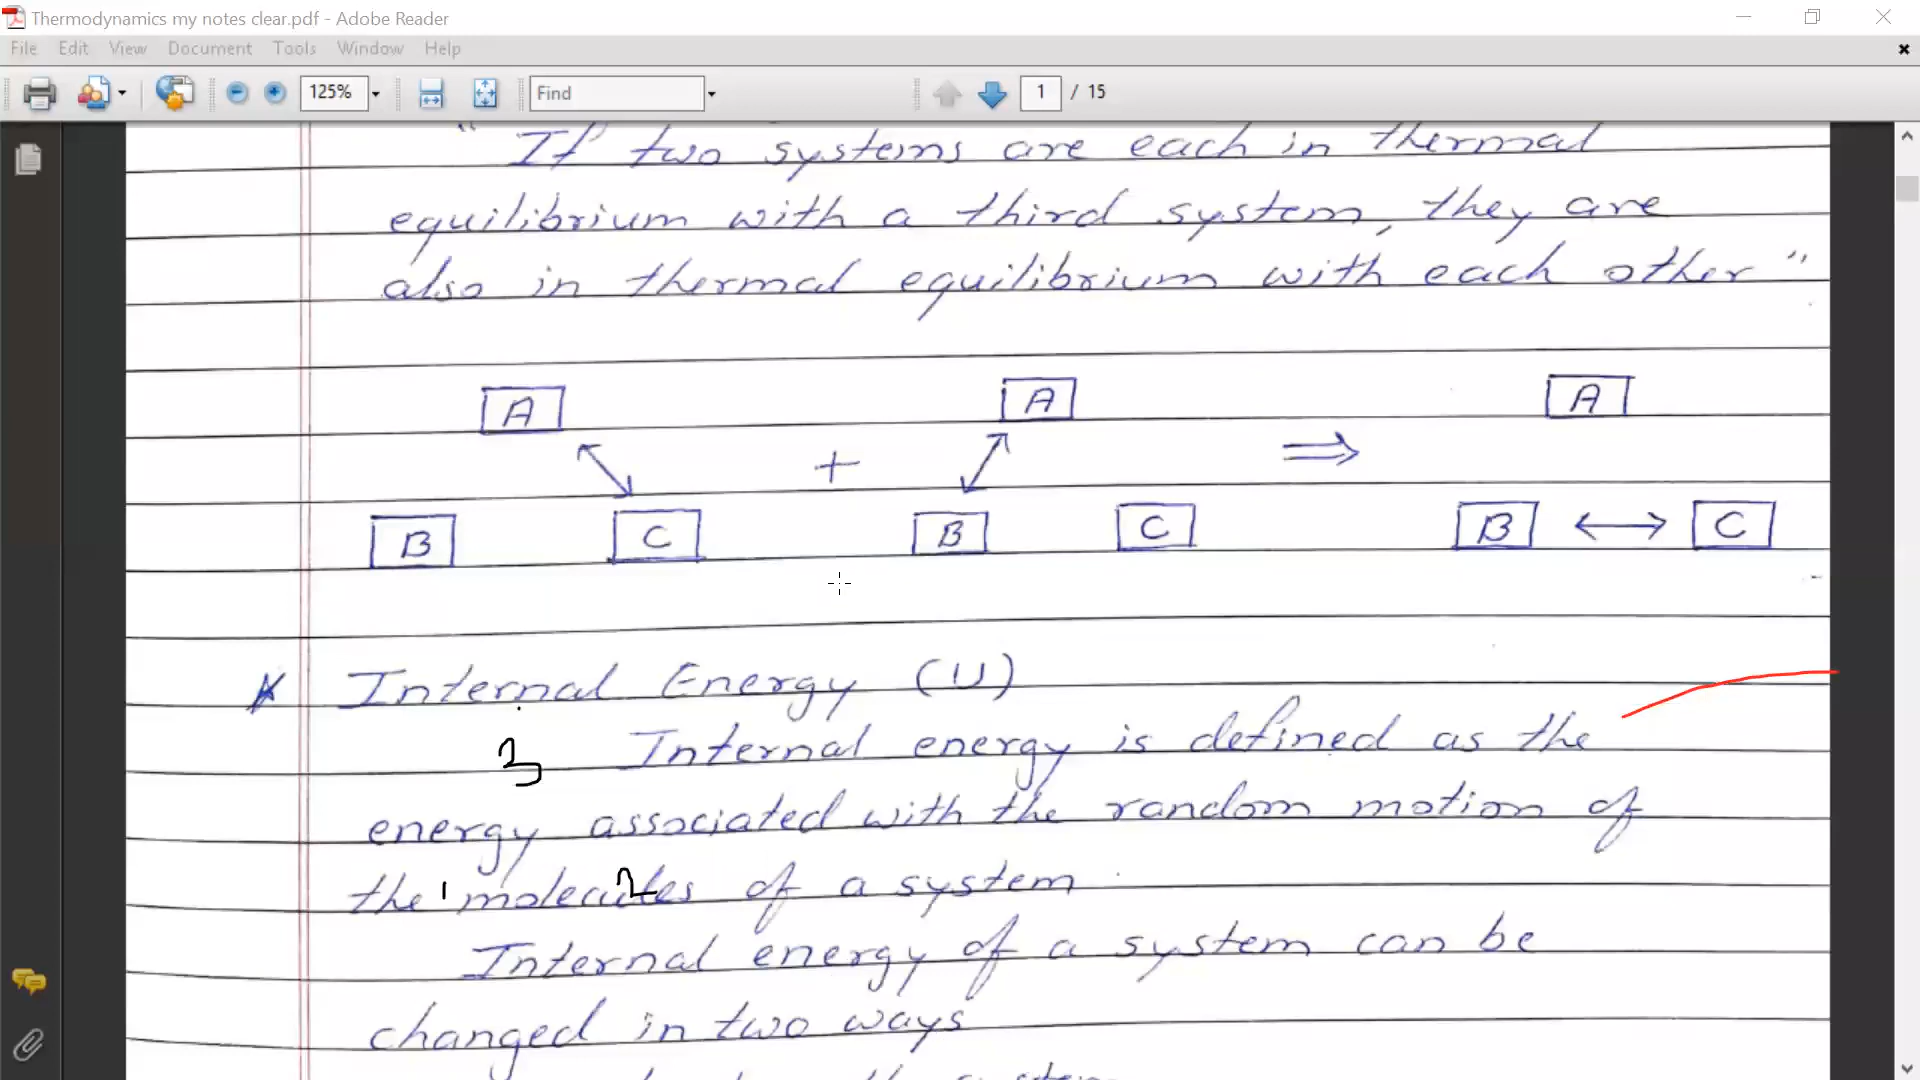 Thermodynamics my notes clear.pdf - Adobe Reader
File Edit View Document Tools Window Help
125% Find 1 / 15
"If two systems are each in thermal
equilibrium with a third system, they are
also in thermal equilibrium with each other"
A A A
+ ⇒
B C B C B ↔ C
Internal Energy (U)
3 Internal energy is defined as the
energy associated with the random motion of
the 1 molecules 2 of a system
Internal energy of a system can be
changed in two ways